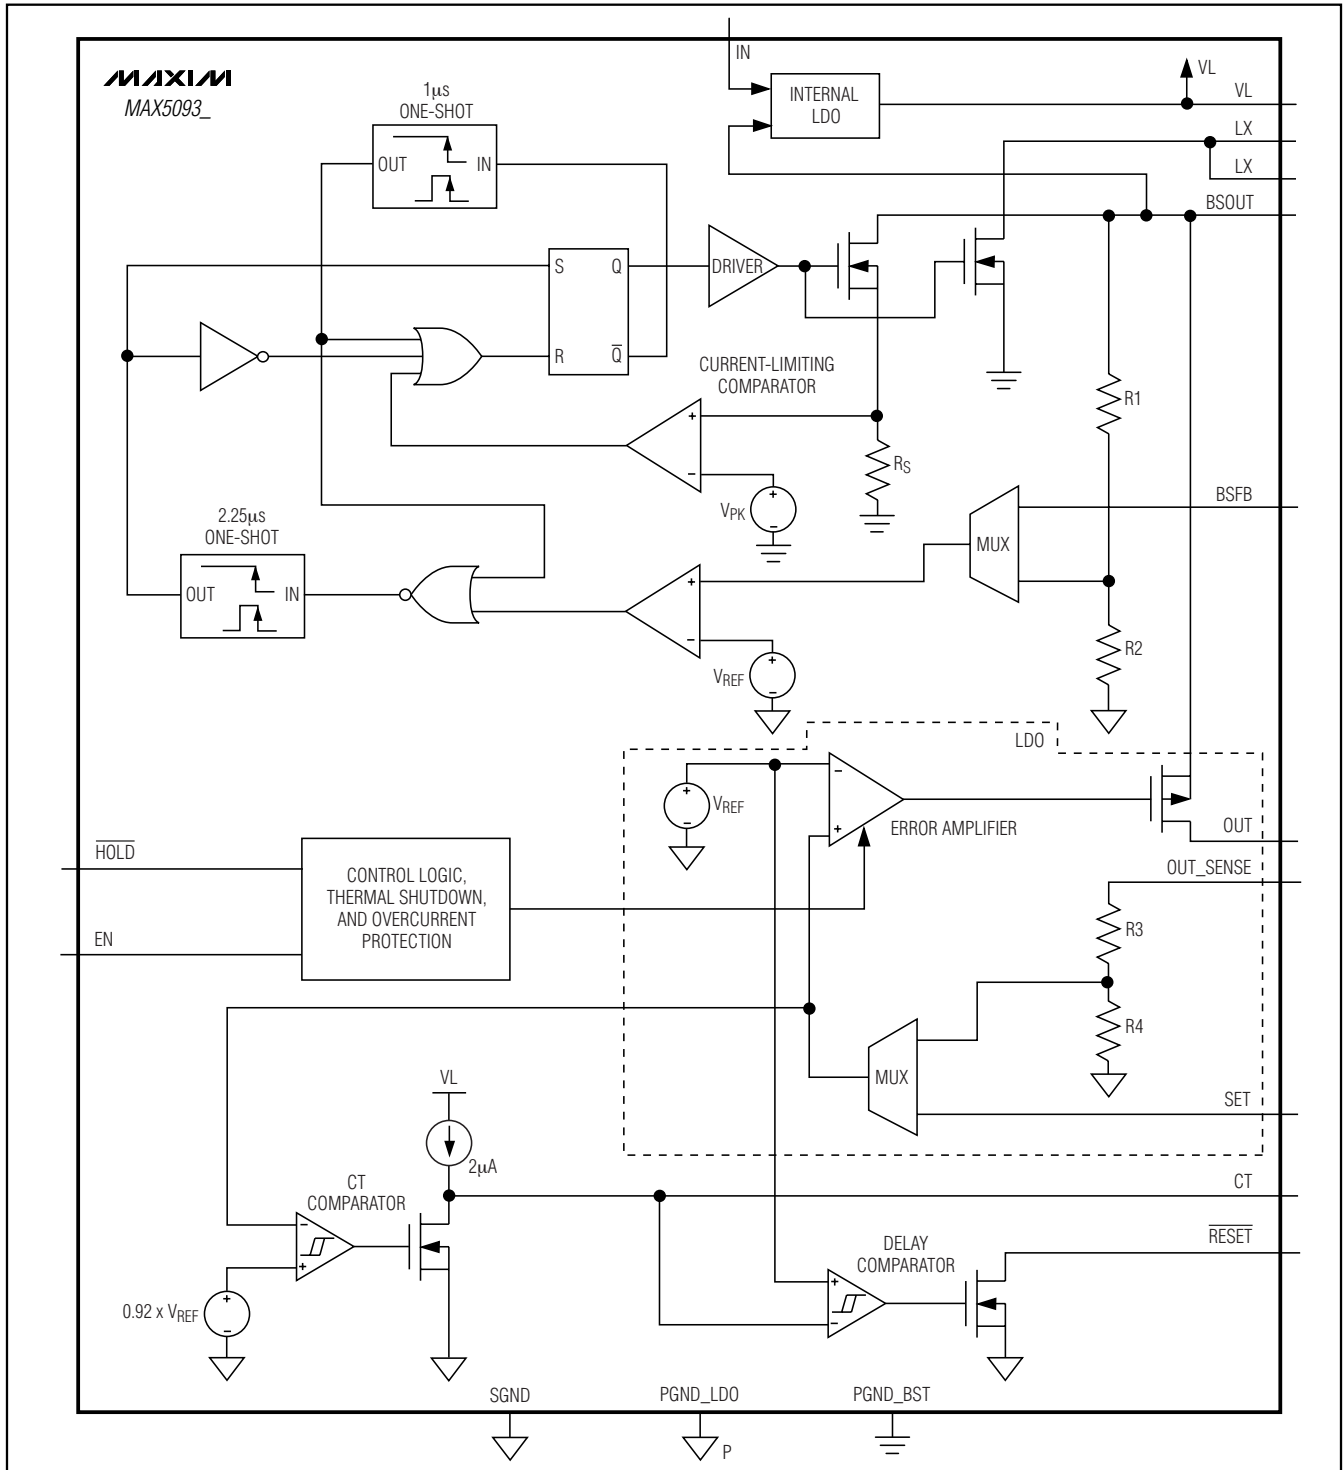 IN
MAXIM
MAX5093_
1µs
ONE-SHOT
INTERNAL
LDO
VL
VL
LX
LX
BSOUT
OUT
IN
S
Q
DRIVER
R
Q̅
CURRENT-LIMITING
COMPARATOR
R1
+
−
RS
VPK
+
−
BSFB
MUX
2.25µs
ONE-SHOT
OUT
IN
+
−
VREF
+
−
R2
LDO
VREF
+
−
−
+
ERROR AMPLIFIER
OUT
HOLD
EN
CONTROL LOGIC,
THERMAL SHUTDOWN,
AND OVERCURRENT
PROTECTION
OUT_SENSE
R3
R4
MUX
SET
VL
2µA
CT
COMPARATOR
−
+
0.92 x VREF
+
−
CT
RESET
DELAY
COMPARATOR
+
−
SGND
PGND_LDO
PGND_BST
P